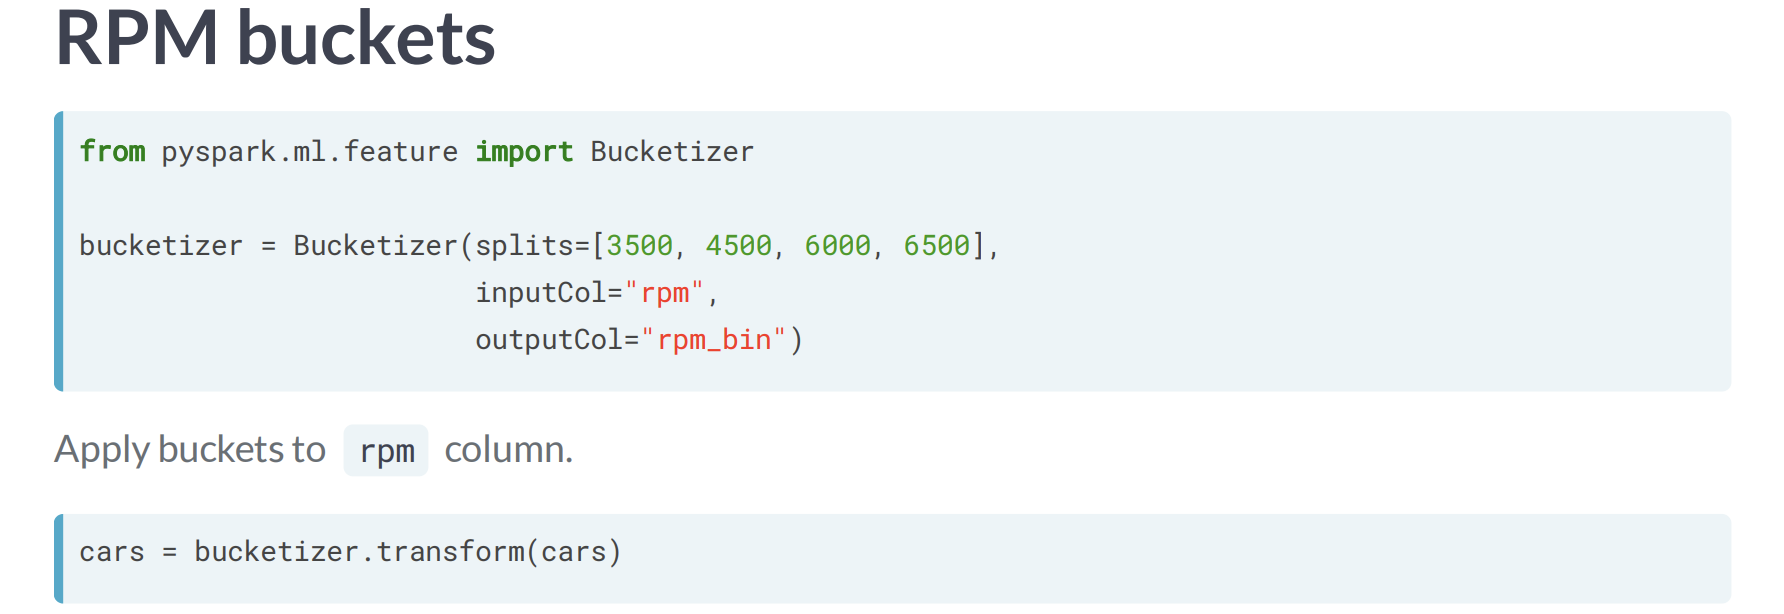 RPM buckets
from pyspark.ml.feature import Bucketizer
bucketizer = Bucketizer(splits=[3500, 4500, 6000, 6500],
inputCol="rpm",
outputCol="rpm_bin")
Apply buckets to rpm column.
cars = bucketizer.transform(cars)